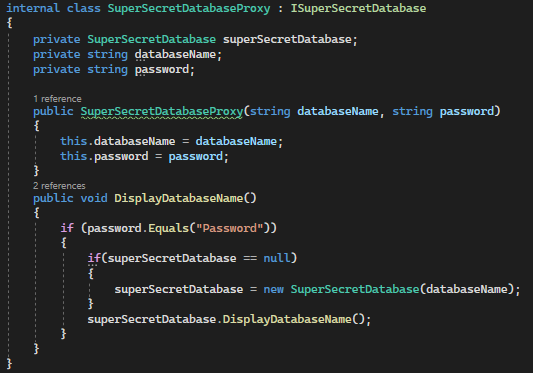 internal class SuperSecretDatabaseProxy : ISuperSecretDatabase
{
    private SuperSecretDatabase superSecretDatabase;
    private string databaseName;
    private string password;

    1 reference
    public SuperSecretDatabaseProxy(string databaseName, string password)
    {
        this.databaseName = databaseName;
        this.password = password;
    }
    2 references
    public void DisplayDatabaseName()
    {
        if (password.Equals("Password"))
        {
            if(superSecretDatabase == null)
            {
                superSecretDatabase = new SuperSecretDatabase(databaseName);
            }
            superSecretDatabase.DisplayDatabaseName();
        }
    }
}